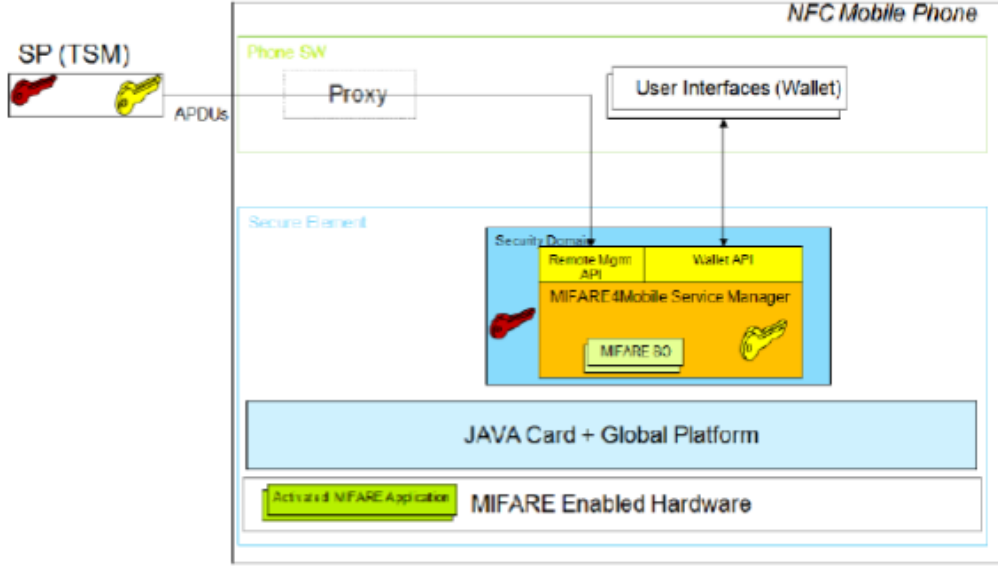 NFC Mobile Phone
SP (TSM)
Phone SW
Proxy
User Interfaces (Wallet)
APDUs
Secure Element
Security Domain
Remote Mgmt
API
Wallet API
MIFARE4Mobile Service Manager
MIFARE SO
JAVA Card + Global Platform
Activated MIFARE Application
MIFARE Enabled Hardware